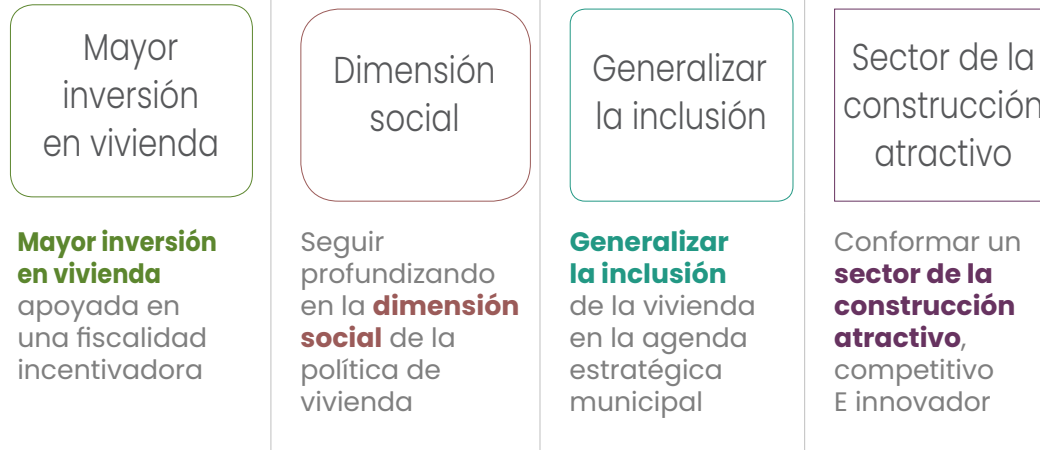 Mayor
inversión
en vivienda
Mayor inversión
en vivienda
apoyada en
una fiscalidad
incentivadora
Dimensión
social
Seguir
profundizando
en la dimensión
social de la
política de
vivienda
Generalizar
la inclusión
Generalizar
la inclusión
de la vivienda
en la agenda
estratégica
municipal
Sector de la
construcción
atractivo
Conformar un
sector de la
construcción
atractivo,
competitivo
E innovador